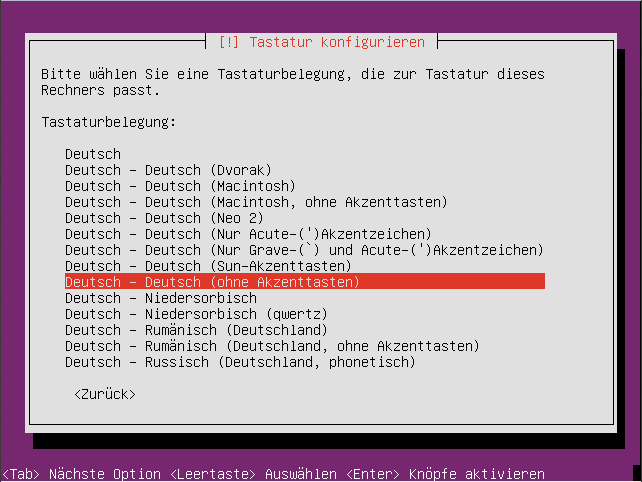 [!] Tastatur konfigurieren
Bitte wählen Sie eine Tastaturbelegung, die zur Tastatur dieses
Rechners passt.
Tastaturbelegung:
Deutsch
Deutsch - Deutsch (Dvorak)
Deutsch - Deutsch (Macintosh)
Deutsch - Deutsch (Macintosh, ohne Akzenttasten)
Deutsch - Deutsch (Neo 2)
Deutsch - Deutsch (Nur Acute-(')Akzentzeichen)
Deutsch - Deutsch (Nur Grave-(`) und Acute-(')Akzentzeichen)
Deutsch - Deutsch (Sun-Akzenttasten)
Deutsch - Deutsch (ohne Akzenttasten)
Deutsch - Niedersorbisch
Deutsch - Niedersorbisch (qwertz)
Deutsch - Rumänisch (Deutschland)
Deutsch - Rumänisch (Deutschland, ohne Akzenttasten)
Deutsch - Russisch (Deutschland, phonetisch)
<Zurück>
<Tab> Nächste Option <Leertaste> Auswählen <Enter> Knöpfe aktivieren